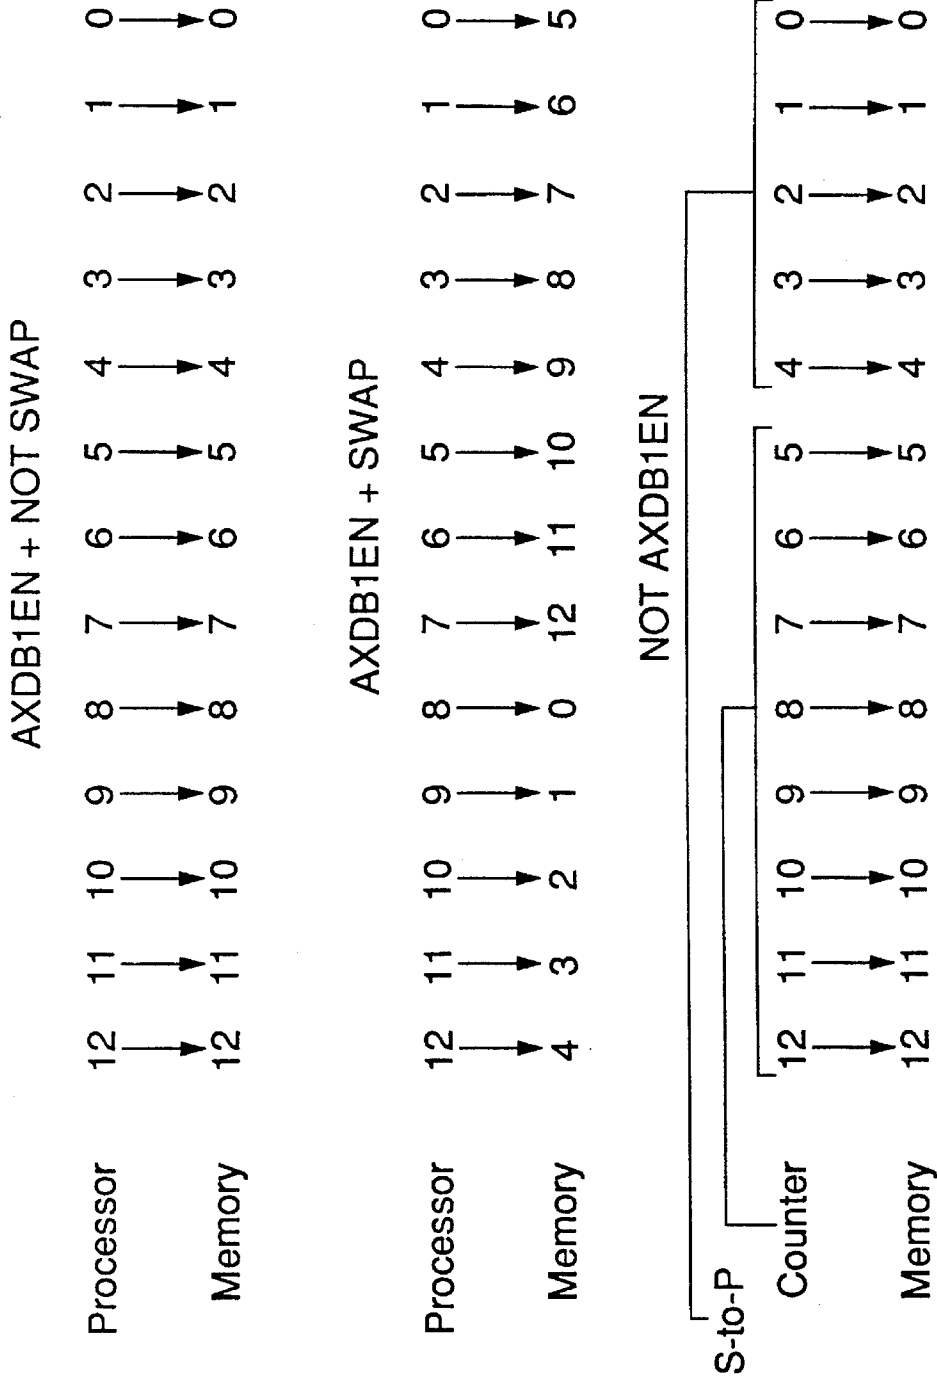 AXDB1EN + NOT SWAP
Processor 12 11 10 9 8 7 6 5 4 3 2 1 0
Memory 12 11 10 9 8 7 6 5 4 3 2 1 0
AXDB1EN + SWAP
Processor 12 11 10 9 8 7 6 5 4 3 2 1 0
Memory 4 3 2 1 0 12 11 10 9 8 7 6 5
NOT AXDB1EN
S-to-P
Counter 12 11 10 9 8 7 6 5 4 3 2 1 0
Memory 12 11 10 9 8 7 6 5 4 3 2 1 0